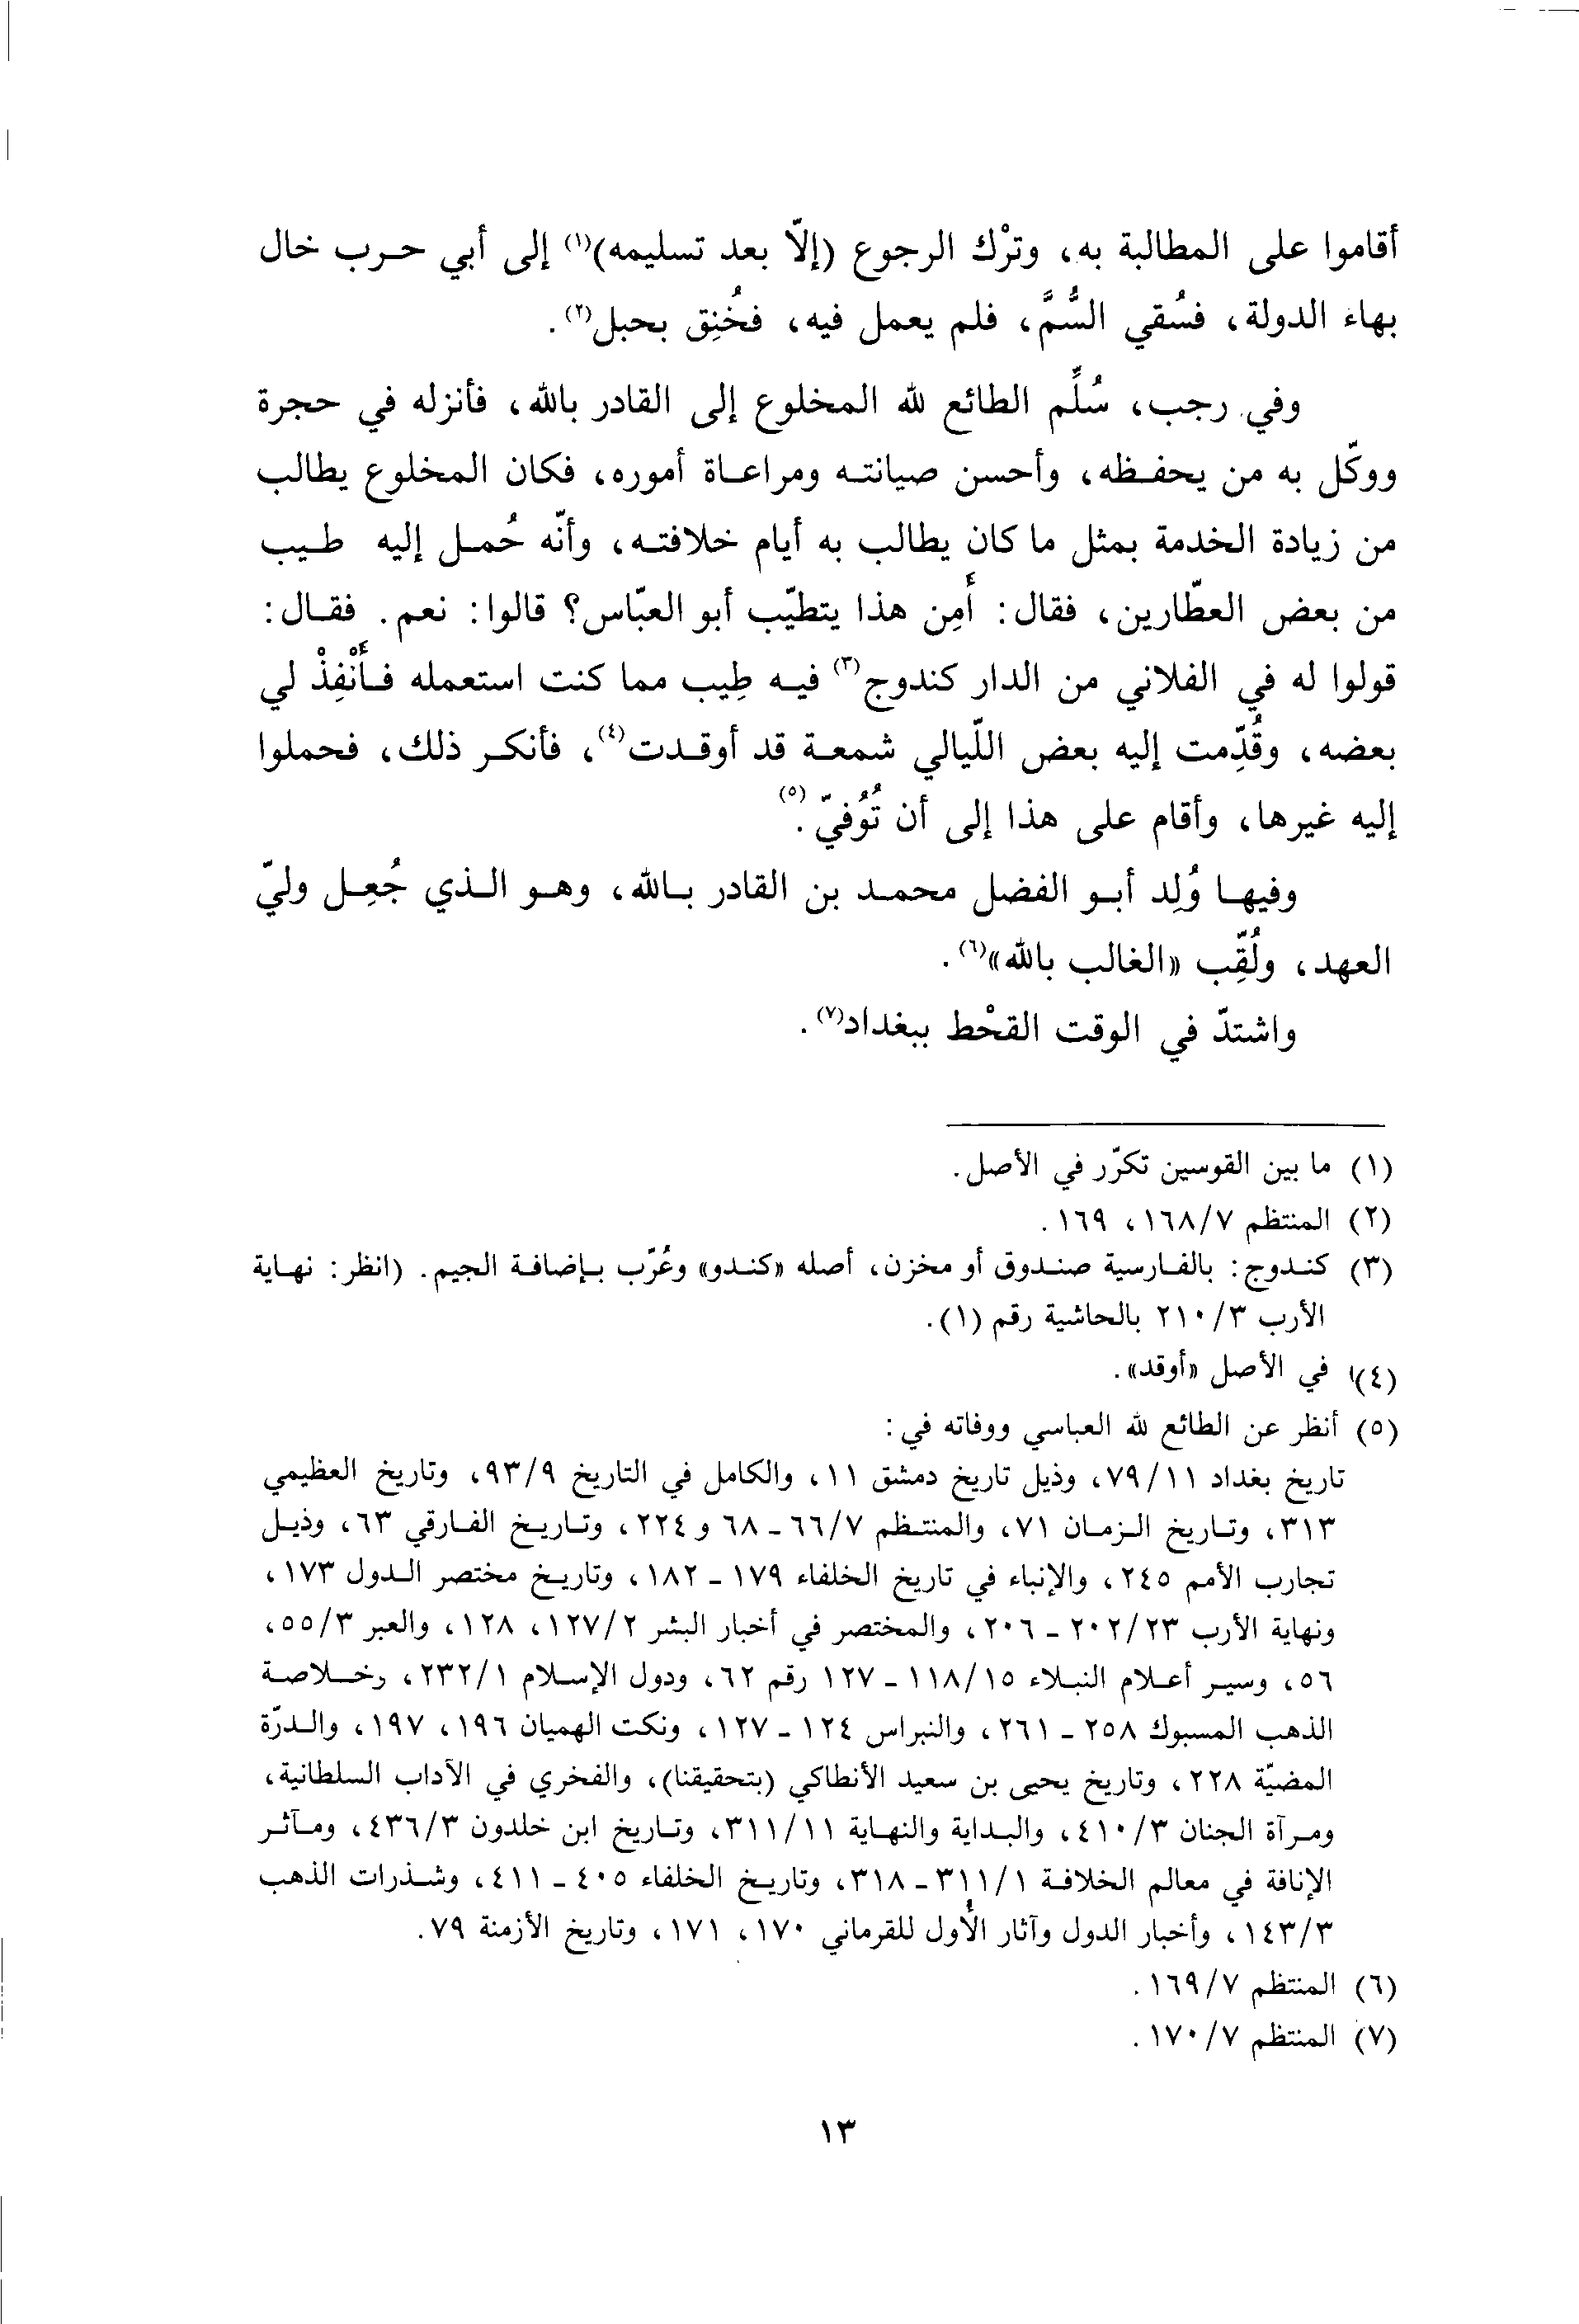 أقاموا على المطالبة به، وترْك الرجوع (إلّا بعد تسليمه)(١) إلى أبي حرب خال
بهاء الدولة، فسُقي السُّمَّ، فلم يعمل فيه، فخُنِق بحبل(٢).
وفي رجب، سُلِّم الطائع لله المخلوع إلى القادر بالله، فأنزله في حجرة
ووكّل به من يحفظه، وأحسن صيانته ومراعاة أموره، فكان المخلوع يطالب
من زيادة الخدمة بمثل ما كان يطالب به أيام خلافته، وأنّه حُمل إليه طيب
من بعض العطّارين، فقال: أَمِن هذا يتطيّب أبو العبّاس؟ قالوا: نعم. فقال:
قولوا له في الفلاني من الدار كندوج(٣) فيه طِيب مما كنت استعمله فأَنْفِذْ لي
بعضه، وقُدِّمت إليه بعض اللّيالي شمعة قد أوقدت(٤)، فأنكر ذلك، فحملوا
إليه غيرها، وأقام على هذا إلى أن تُوُفيّ.(٥)
وفيها وُلِد أبو الفضل محمد بن القادر بالله، وهو الذي جُعِل وليّ
العهد، ولُقِّب «الغالب بالله»(٦).
واشتدّ في الوقت القحْط ببغداد(٧).
(١) ما بين القوسين تكرّر في الأصل.
(٢) المنتظم ١٦٨/٧، ١٦٩.
(٣) كندوج: بالفارسية صندوق أو مخزن، أصله «كندو» وعُرّب بإضافة الجيم. (انظر: نهاية
الأرب ٢١٠/٣ بالحاشية رقم (١).
(٤) في الأصل «أوقد».
(٥) أنظر عن الطائع لله العباسي ووفاته في:
تاريخ بغداد ٧٩/١١، وذيل تاريخ دمشق ١١، والكامل في التاريخ ٩٣/٩، وتاريخ العظيمي
٣١٣، وتاريخ الزمان ٧١، والمنتظم ٦٦/٧ - ٦٨ و ٢٢٤، وتاريخ الفارقي ٦٣، وذيل
تجارب الأمم ٢٤٥، والإنباء في تاريخ الخلفاء ١٧٩ - ١٨٢، وتاريخ مختصر الدول ١٧٣،
ونهاية الأرب ٢٠٢/٢٣ - ٢٠٦، والمختصر في أخبار البشر ١٢٧/٢، ١٢٨، والعبر ٥٥/٣،
٥٦، وسير أعلام النبلاء ١١٨/١٥ - ١٢٧ رقم ٦٢، ودول الإسلام ٢٣٢/١، وخلاصة
الذهب المسبوك ٢٥٨ - ٢٦١، والنبراس ١٢٤ - ١٢٧، ونكت الهميان ١٩٦، ١٩٧، والدرّة
المضيّة ٢٢٨، وتاريخ يحيى بن سعيد الأنطاكي (بتحقيقنا)، والفخري في الآداب السلطانية،
ومرآة الجنان ٤١٠/٣، والبداية والنهاية ٣١١/١١، وتاريخ ابن خلدون ٤٣٦/٣، ومآثر
الإنافة في معالم الخلافة ٣١١/١ - ٣١٨، وتاريخ الخلفاء ٤٠٥ - ٤١١، وشذرات الذهب
١٤٣/٣، وأخبار الدول وآثار الأُول للقرماني ١٧٠، ١٧١، وتاريخ الأزمنة ٧٩.
(٦) المنتظم ١٦٩/٧.
(٧) المنتظم ١٧٠/٧.
١٣